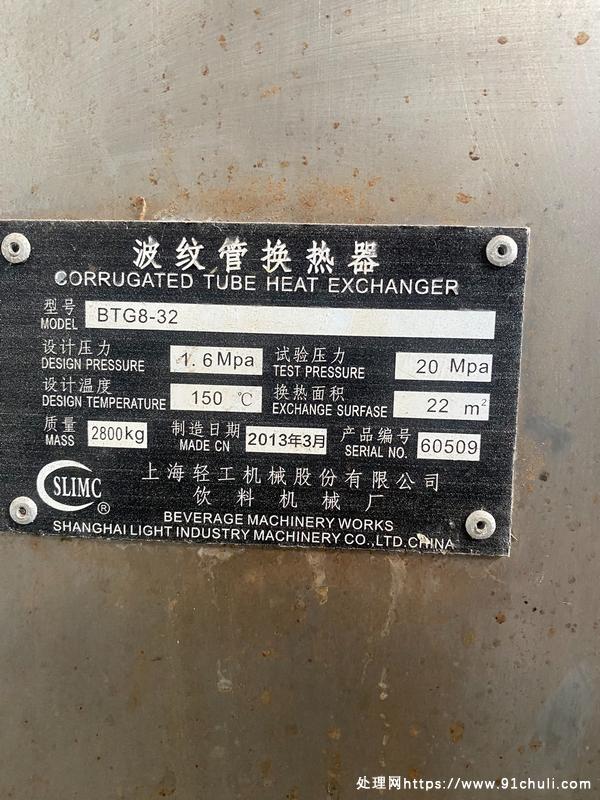 波纹管换热器
CORRUGATED TUBE HEAT EXCHANGER
型号 MODEL BTG8-32
设计压力 DESIGN PRESSURE 1.6 Mpa 试验压力 TEST PRESSURE 20 Mpa
设计温度 DESIGN TEMPERATURE 150 ℃ 换热面积 EXCHANGE SURFASE 22 m²
质量 MASS 2800kg 制造日期 MADE CN 2013年3月 产品编号 SERIAL NO. 60509
SLIMC ®
上海轻工机械股份有限公司
饮料机械厂
BEVERAGE MACHINERY WORKS
SHANGHAI LIGHT INDUSTRY MACHINERY CO.,LTD.CHINA
处理网https://www.91chuli.com